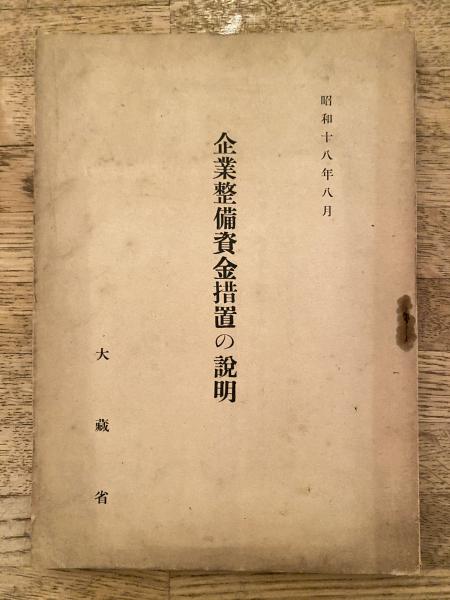 昭和十八年八月
企業整備資金措置の說明
大藏省